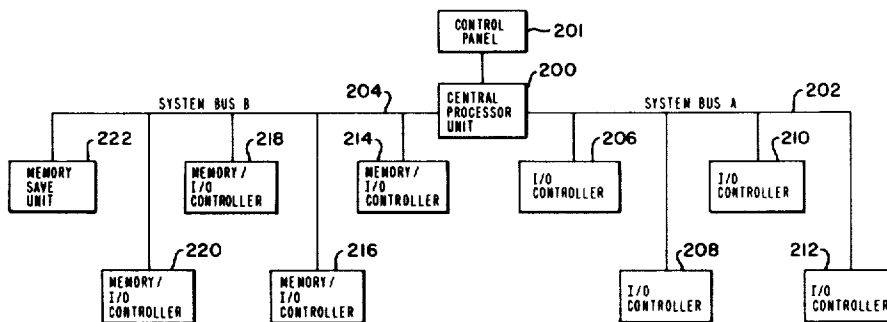 CONTROL
PANEL
201
200
SYSTEM BUS B
204
CENTRAL
PROCESSOR
UNIT
SYSTEM BUS A
202
222
MEMORY
SAVE
UNIT
218
MEMORY/
I/O
CONTROLLER
214
MEMORY/
I/O
CONTROLLER
206
I/O
CONTROLLER
210
I/O
CONTROLLER
220
MEMORY/
I/O
CONTROLLER
216
MEMORY/
I/O
CONTROLLER
208
I/O
CONTROLLER
212
I/O
CONTROLLER